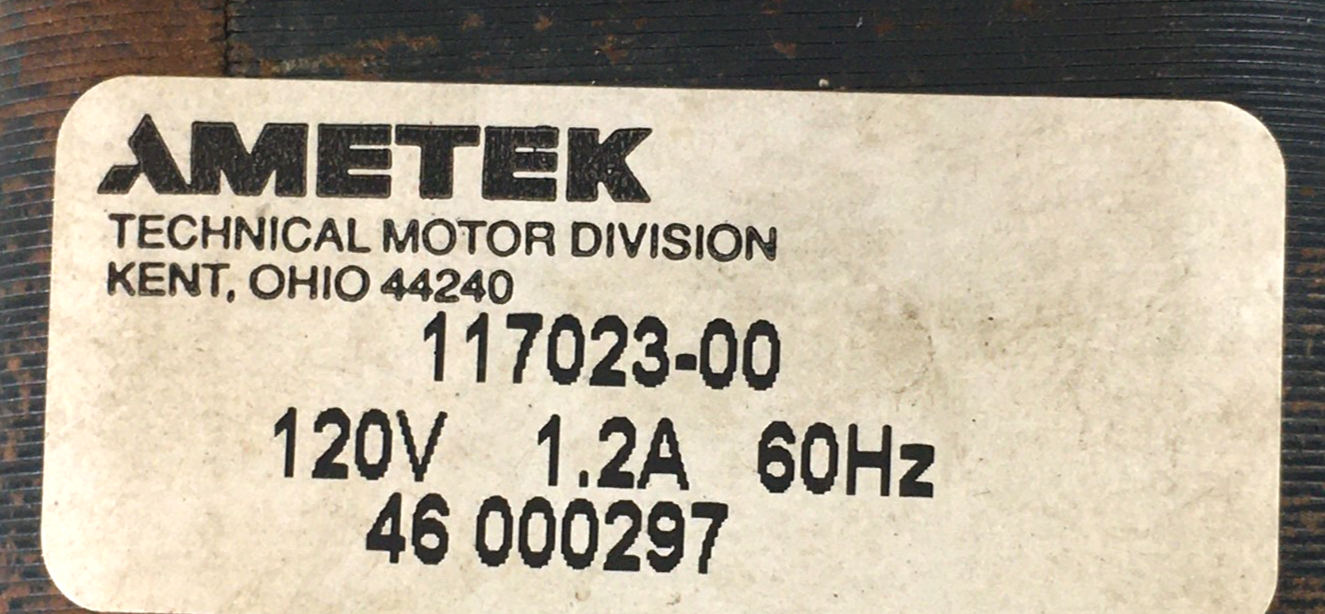 AMETEK
TECHNICAL MOTOR DIVISION
KENT, OHIO 44240
117023-00
120V 1.2A 60Hz
46 000297